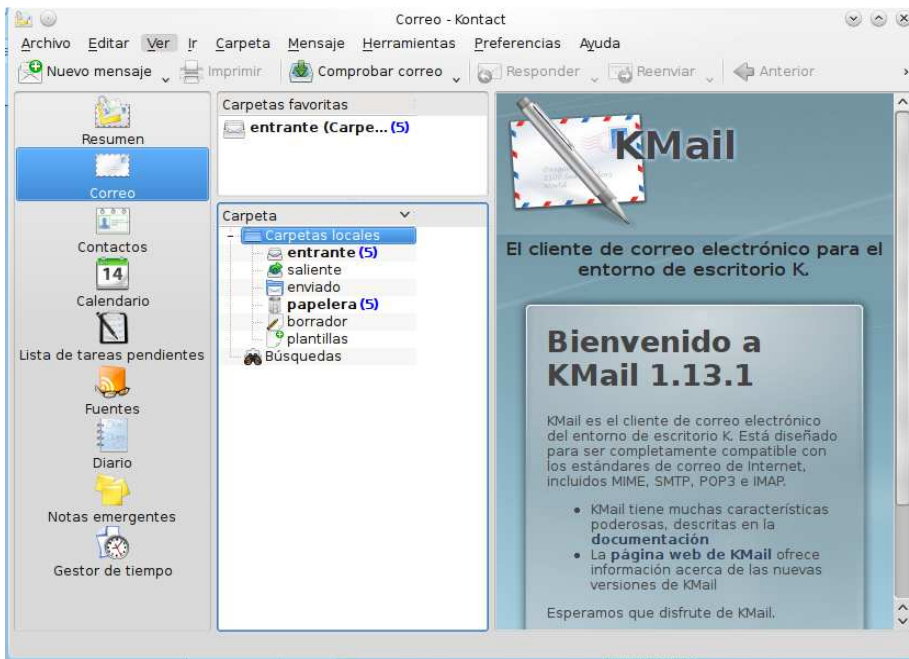 Correo - Kontact
Archivo Editar Ver Ir Carpeta Mensaje Herramientas Preferencias Ayuda
Nuevo mensaje Imprimir Comprobar correo Responder Reenviar Anterior
Resumen
Correo
Contactos
14
Calendario
Lista de tareas pendientes
Fuentes
Diario
Notas emergentes
Gestor de tiempo
Carpetas favoritas
entrante (Carpe... (5)
Carpeta
Carpetas locales
entrante (5)
saliente
enviado
papelera (5)
borrador
plantillas
Búsquedas
KMail
El cliente de correo electrónico para el
entorno de escritorio K.
Bienvenido a
KMail 1.13.1
KMail es el cliente de correo electrónico
del entorno de escritorio K. Está diseñado
para ser completamente compatible con
los estándares de correo de Internet,
incluidos MIME, SMTP, POP3 e IMAP.
• KMail tiene muchas características
poderosas, descritas en la
documentación
• La página web de KMail ofrece
información acerca de las nuevas
versiones de KMail
Esperamos que disfrute de KMail.